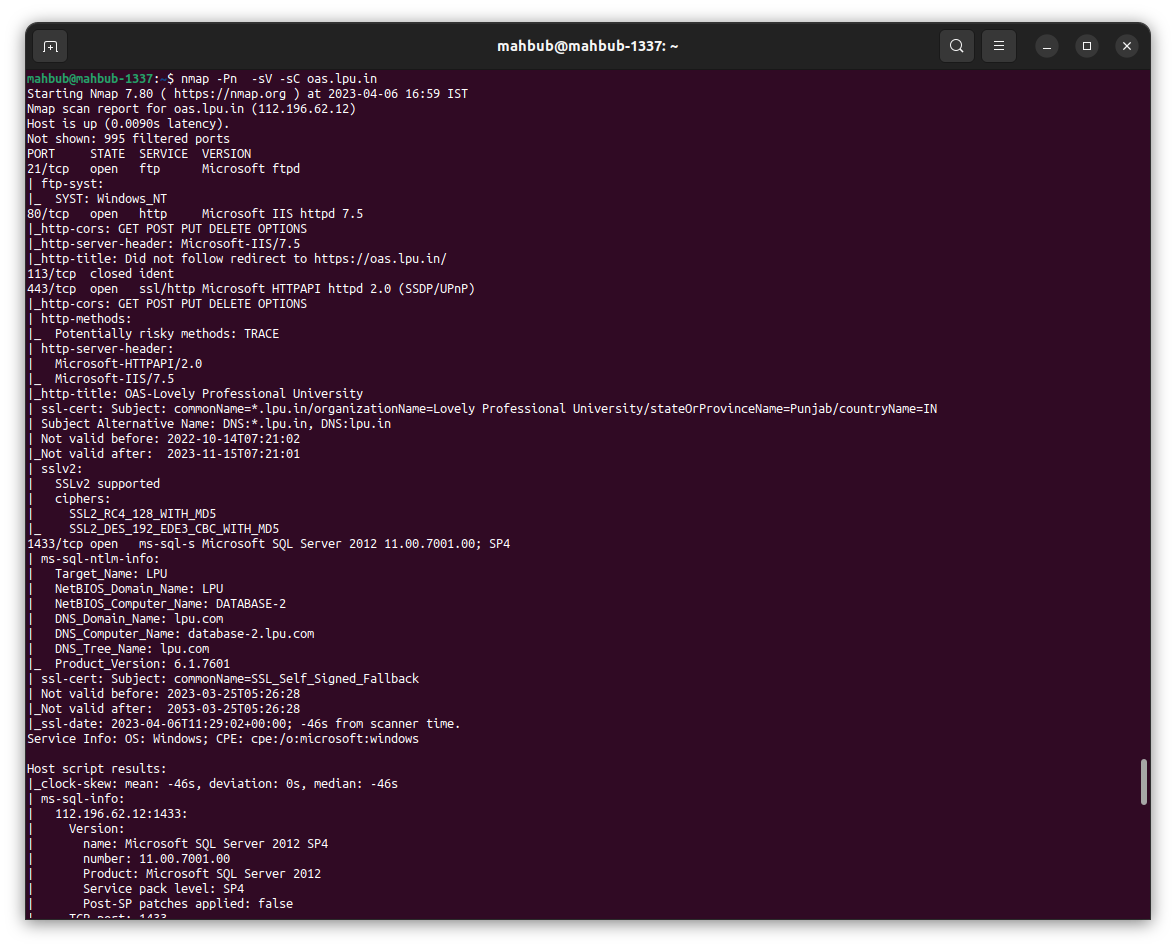 mahbub@mahbub-1337: ~
mahbub@mahbub-1337:~$ nmap -Pn  -sV -sC oas.lpu.in
Starting Nmap 7.80 ( https://nmap.org ) at 2023-04-06 16:59 IST
Nmap scan report for oas.lpu.in (112.196.62.12)
Host is up (0.0090s latency).
Not shown: 995 filtered ports
PORT     STATE  SERVICE  VERSION
21/tcp   open   ftp      Microsoft ftpd
| ftp-syst:
|_  SYST: Windows_NT
80/tcp   open   http     Microsoft IIS httpd 7.5
|_http-cors: GET POST PUT DELETE OPTIONS
|_http-server-header: Microsoft-IIS/7.5
|_http-title: Did not follow redirect to https://oas.lpu.in/
113/tcp  closed ident
443/tcp  open   ssl/http Microsoft HTTPAPI httpd 2.0 (SSDP/UPnP)
|_http-cors: GET POST PUT DELETE OPTIONS
| http-methods:
|_  Potentially risky methods: TRACE
| http-server-header:
|   Microsoft-HTTPAPI/2.0
|_  Microsoft-IIS/7.5
|_http-title: OAS-Lovely Professional University
| ssl-cert: Subject: commonName=*.lpu.in/organizationName=Lovely Professional University/stateOrProvinceName=Punjab/countryName=IN
| Subject Alternative Name: DNS:*.lpu.in, DNS:lpu.in
| Not valid before: 2022-10-14T07:21:02
|_Not valid after:  2023-11-15T07:21:01
| sslv2:
|   SSLv2 supported
|   ciphers:
|     SSL2_RC4_128_WITH_MD5
|_    SSL2_DES_192_EDE3_CBC_WITH_MD5
1433/tcp open   ms-sql-s Microsoft SQL Server 2012 11.00.7001.00; SP4
| ms-sql-ntlm-info:
|   Target_Name: LPU
|   NetBIOS_Domain_Name: LPU
|   NetBIOS_Computer_Name: DATABASE-2
|   DNS_Domain_Name: lpu.com
|   DNS_Computer_Name: database-2.lpu.com
|   DNS_Tree_Name: lpu.com
|_  Product_Version: 6.1.7601
| ssl-cert: Subject: commonName=SSL_Self_Signed_Fallback
| Not valid before: 2023-03-25T05:26:28
|_Not valid after:  2053-03-25T05:26:28
|_ssl-date: 2023-04-06T11:29:02+00:00; -46s from scanner time.
Service Info: OS: Windows; CPE: cpe:/o:microsoft:windows
Host script results:
|_clock-skew: mean: -46s, deviation: 0s, median: -46s
| ms-sql-info:
|   112.196.62.12:1433:
|     Version:
|       name: Microsoft SQL Server 2012 SP4
|       number: 11.00.7001.00
|       Product: Microsoft SQL Server 2012
|       Service pack level: SP4
|       Post-SP patches applied: false
|_    TCP port: 1433